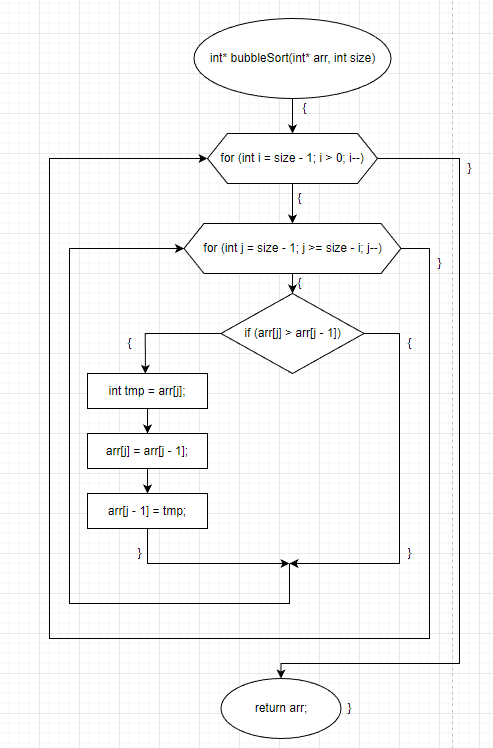 int* bubbleSort(int* arr, int size)
{
for (int i = size - 1; i > 0; i--)
}
{
for (int j = size - 1; j >= size - i; j--)
}
{
if (arr[j] > arr[j - 1])
{
{
int tmp = arr[j];
arr[j] = arr[j - 1];
arr[j - 1] = tmp;
}
}
return arr;
}